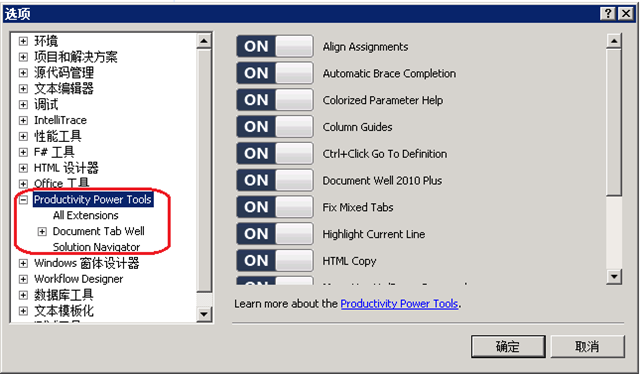 选项
环境
项目和解决方案
源代码管理
文本编辑器
调试
IntelliTrace
性能工具
F# 工具
HTML 设计器
Office 工具
Productivity Power Tools
All Extensions
Document Tab Well
Solution Navigator
Windows 窗体设计器
Workflow Designer
数据库工具
文本模板化
ON Align Assignments
ON Automatic Brace Completion
ON Colorized Parameter Help
ON Column Guides
ON Ctrl+Click Go To Definition
ON Document Well 2010 Plus
ON Fix Mixed Tabs
ON Highlight Current Line
ON HTML Copy
ON
Learn more about the Productivity Power Tools.
确定
取消